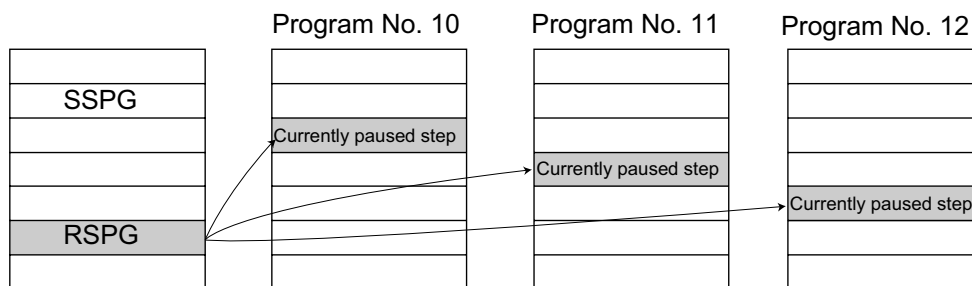 Program No. 10
Program No. 11
Program No. 12
SSPG
Currently paused step
Currently paused step
Currently paused step
RSPG